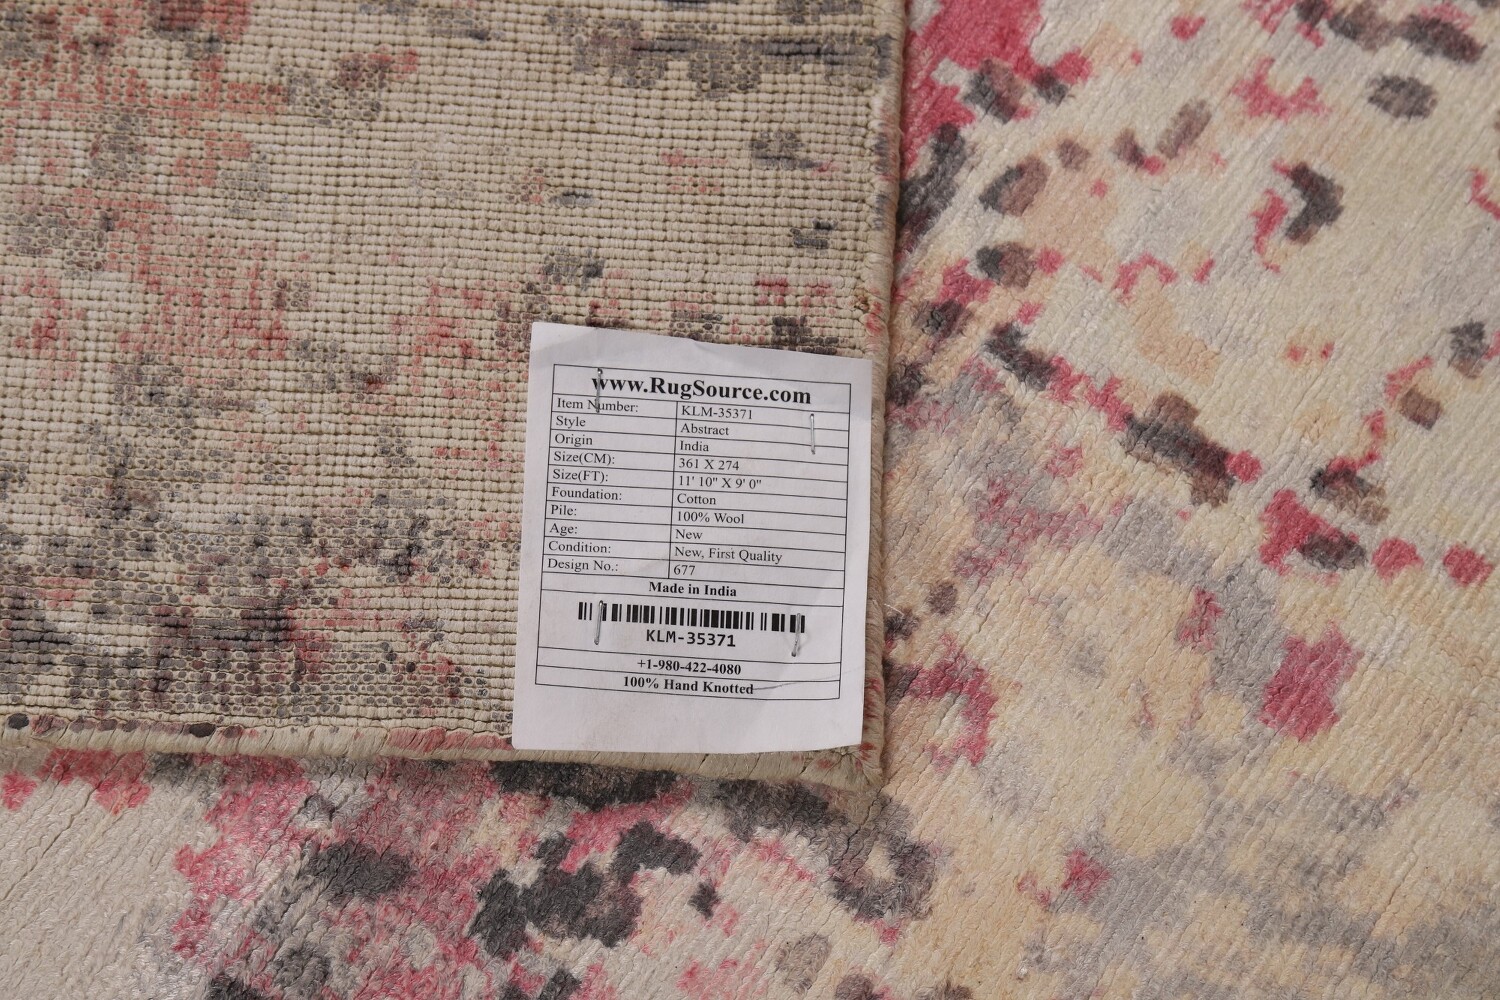 www.RugSource.com
Item Number: KLM-35371
Style Abstract
Origin India
Size(CM): 361 X 274
Size(FT): 11' 10" X 9' 0"
Foundation: Cotton
Pile: 100% Wool
Age: New
Condition: New, First Quality
Design No.: 677
Made in India
KLM-35371
+1-980-422-4080
100% Hand Knotted